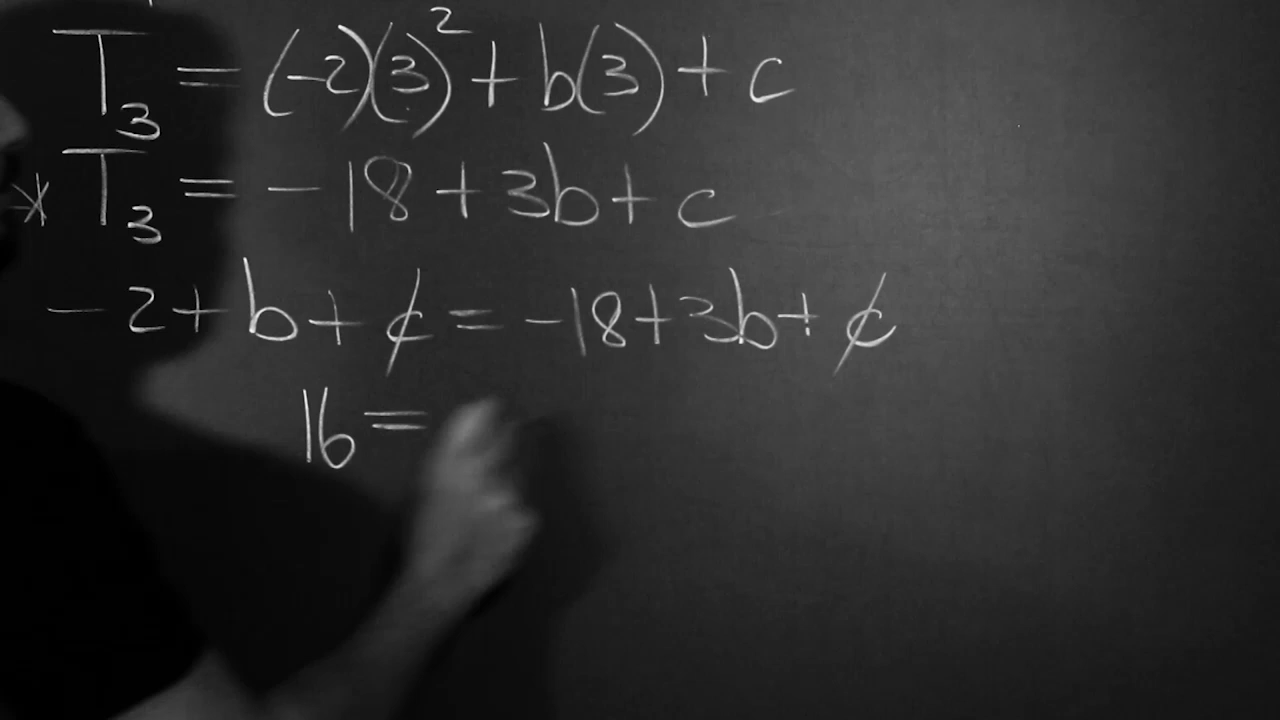 T₃ = (-2)(3)² + b(3) + c
* T₃ = - 18 + 3b + c
-2 + b + c = -18 + 3b + c
16 =